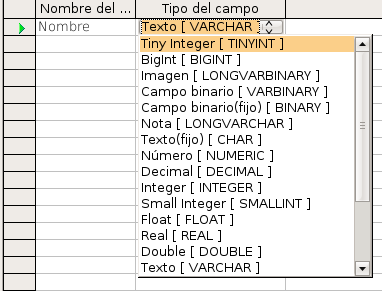 Nombre del ... Tipo del campo
Nombre Texto [ VARCHAR
Tiny Integer [ TINYINT ]
BigInt [ BIGINT ]
Imagen [ LONGVARBINARY ]
Campo binario [ VARBINARY ]
Campo binario(fijo) [ BINARY ]
Nota [ LONGVARCHAR ]
Texto(fijo) [ CHAR ]
Número [ NUMERIC ]
Decimal [ DECIMAL ]
Integer [ INTEGER ]
Small Integer [ SMALLINT ]
Float [ FLOAT ]
Real [ REAL ]
Double [ DOUBLE ]
Texto [ VARCHAR ]